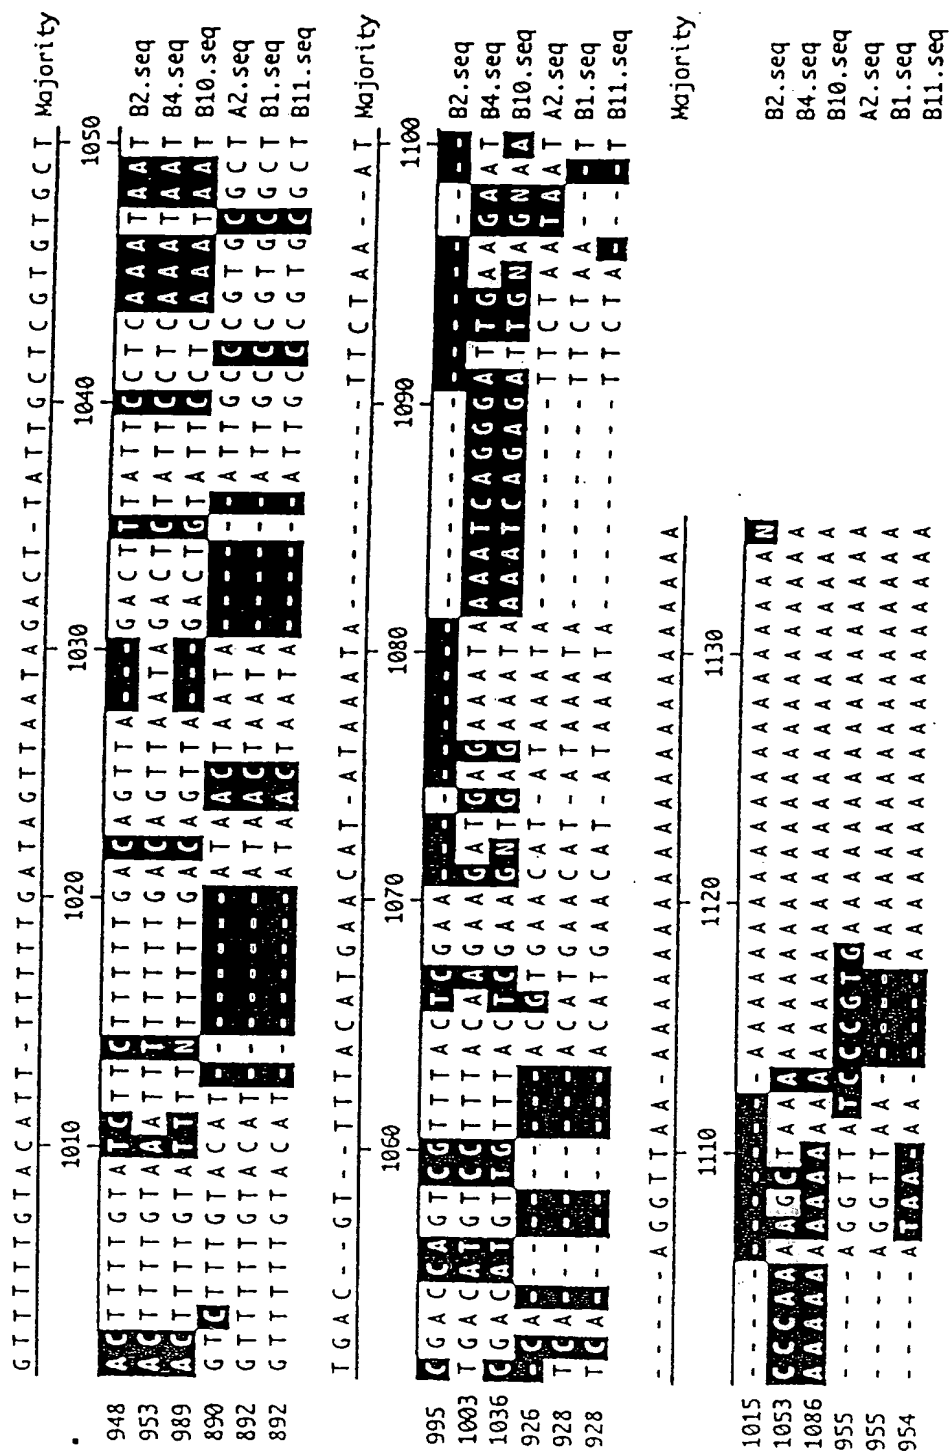 G T T T T T G T A C A T T - T T T T T G A T A G T T A A T A G A C T - T A T T G C T C G T G T G C T Majority
1010 1020 1030 1040 1050
948 A C T T T T G T A T C T T C T T T T T G A C A G T T A - - - G A C T T T A T T C C T C A A A T A A T B2.seq
953 A C T T T T G T A A A T T T T T T T T G A C A G T T A A T A G A C T C T A T T C C T C A A A T A A T B4.seq
989 A C T T T T G T A T T T T N T T T T T G A C A G T T A - - - G A C T G T A T T C C T C A A A T A A T B10.seq
890 G T C T T T G T A C A T - - - - - - - - A T A A C T A A T A - - - - - - A T T G C C C G T G C G C T A2.seq
892 G T T T T T G T A C A T - - - - - - - - A T A A C T A A T A - - - - - - A T T G C C C G T G C G C T B1.seq
892 G T T T T T G T A C A T - - - - - - - - A T A A C T A A T A - - - - - - A T T G C C C G T G C G C T B11.seq
T G A C - - G T - - T T T A C A T G A A C A T - A T A A A T A - - - - - - - - - T T C T A A - - A T Majority
1060 1070 1080 1090 1100
995 C G A C C A G T C G T T T A C T C G A A - - - - - - - - - - - - - - - - - - - - - - - - - - - - - - B2.seq
1003 T G A C A T G T C C T T T A C A A G A A G A T G A G A A A T A A A A T C A G G G A T T G A A G A A T B4.seq
1036 C G A C A T G T T G T T T A C T C G A A G N T G A G A A A T A A A A T C A G A G A T T G N A G N A A B10.seq
926 - C A - - - - - - - - - - A C G T G A A C A T - A T A A A T A - - - - - - - - - T T C T A A T A A T A2.seq
928 T C A - - - - - - - - - - A C A T G A A C A T - A T A A A T A - - - - - - - - - T T C T A A - - - T B1.seq
928 T C A - - - - - - - - - - A C A T G A A C A T - A T A A A T A - - - - - - - - - T T C T A - - - - T B11.seq
- - - - - A G G T T A A - A A A A A A A A A A A A A A A A A A A A A A Majority
1110 1120 1130
1015 - - - - - - - - - - - - - A A A A A A A A A A A A A A A A A A A A A N B2.seq
1053 C C C A A A A G C T A A A A A A A A A A A A A A A A A A A A A A A A A B4.seq
1086 A A A A A A A A A A A A A A A A A A A A A A A A A A A A A A A A A A A B10.seq
955 - - - - - A G G T T T C C C G T G A A A A A A A A A A A A A A A A A A A2.seq
955 - - - - - A G G T T A - - - - - A A A A A A A A A A A A A A A A A A A B1.seq
954 - - - - - - T A A - A - - - - - A A A A A A A A A A A A A A A A A A A B11.seq